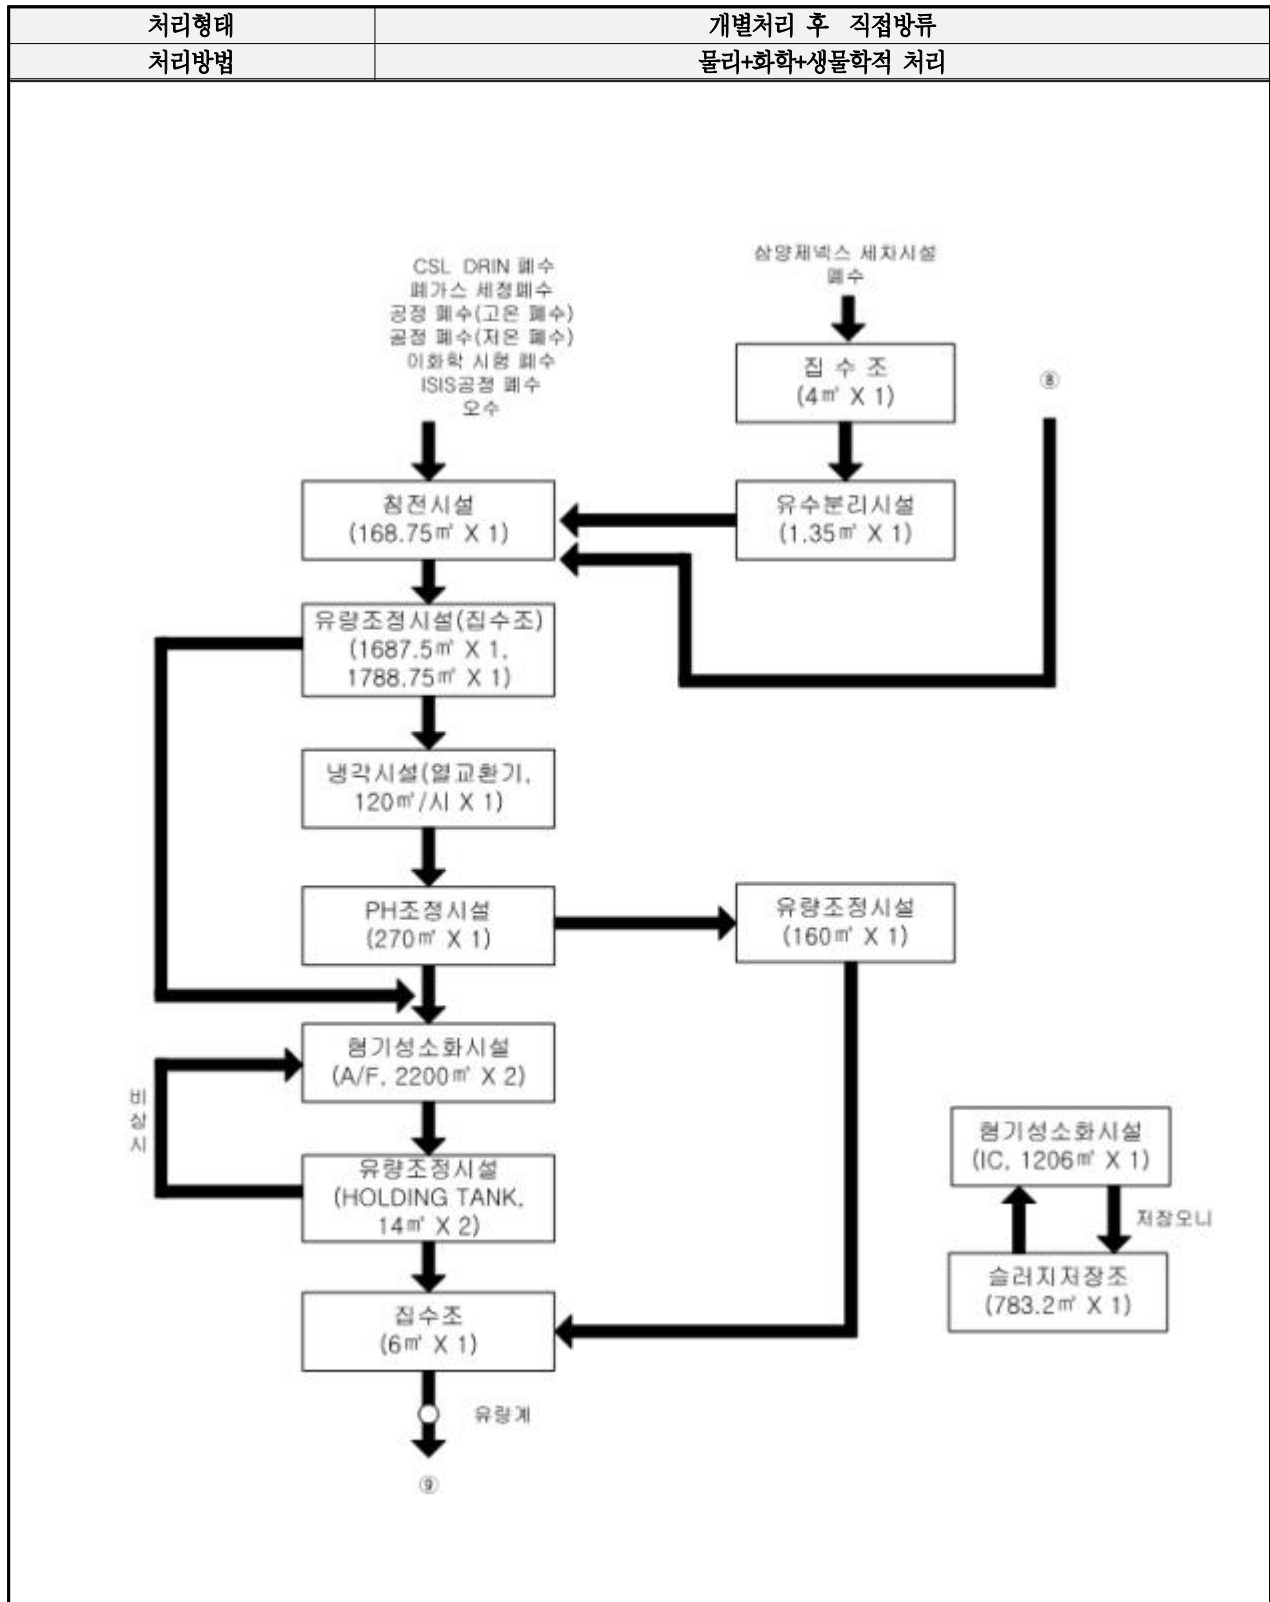 처리형태 개별처리 후 직접방류
처리방법 물리+화학+생물학적 처리
CSL DRIN 폐수
폐가스 세정폐수
공정 폐수(고온 폐수)
공정 폐수(저온 폐수)
이화학 시험 폐수
ISIS공정 폐수
오수
삼양제넥스 세차시설
폐수
집 수 조
(4㎥ X 1)
⑧
침전시설
(168.75㎥ X 1)
유수분리시설
(1.35㎥ X 1)
유량조정시설(집수조)
(1687.5㎥ X 1,
1788.75㎥ X 1)
냉각시설(열교환기,
120㎥/시 X 1)
PH조정시설
(270㎥ X 1)
유량조정시설
(160㎥ X 1)
혐기성소화시설
(A/F, 2200㎥ X 2)
비
상
시
유량조정시설
(HOLDING TANK,
14㎥ X 2)
혐기성소화시설
(IC, 1206㎥ X 1)
저장오니
슬러지저장조
(783.2㎥ X 1)
집수조
(6㎥ X 1)
유량계
⑨